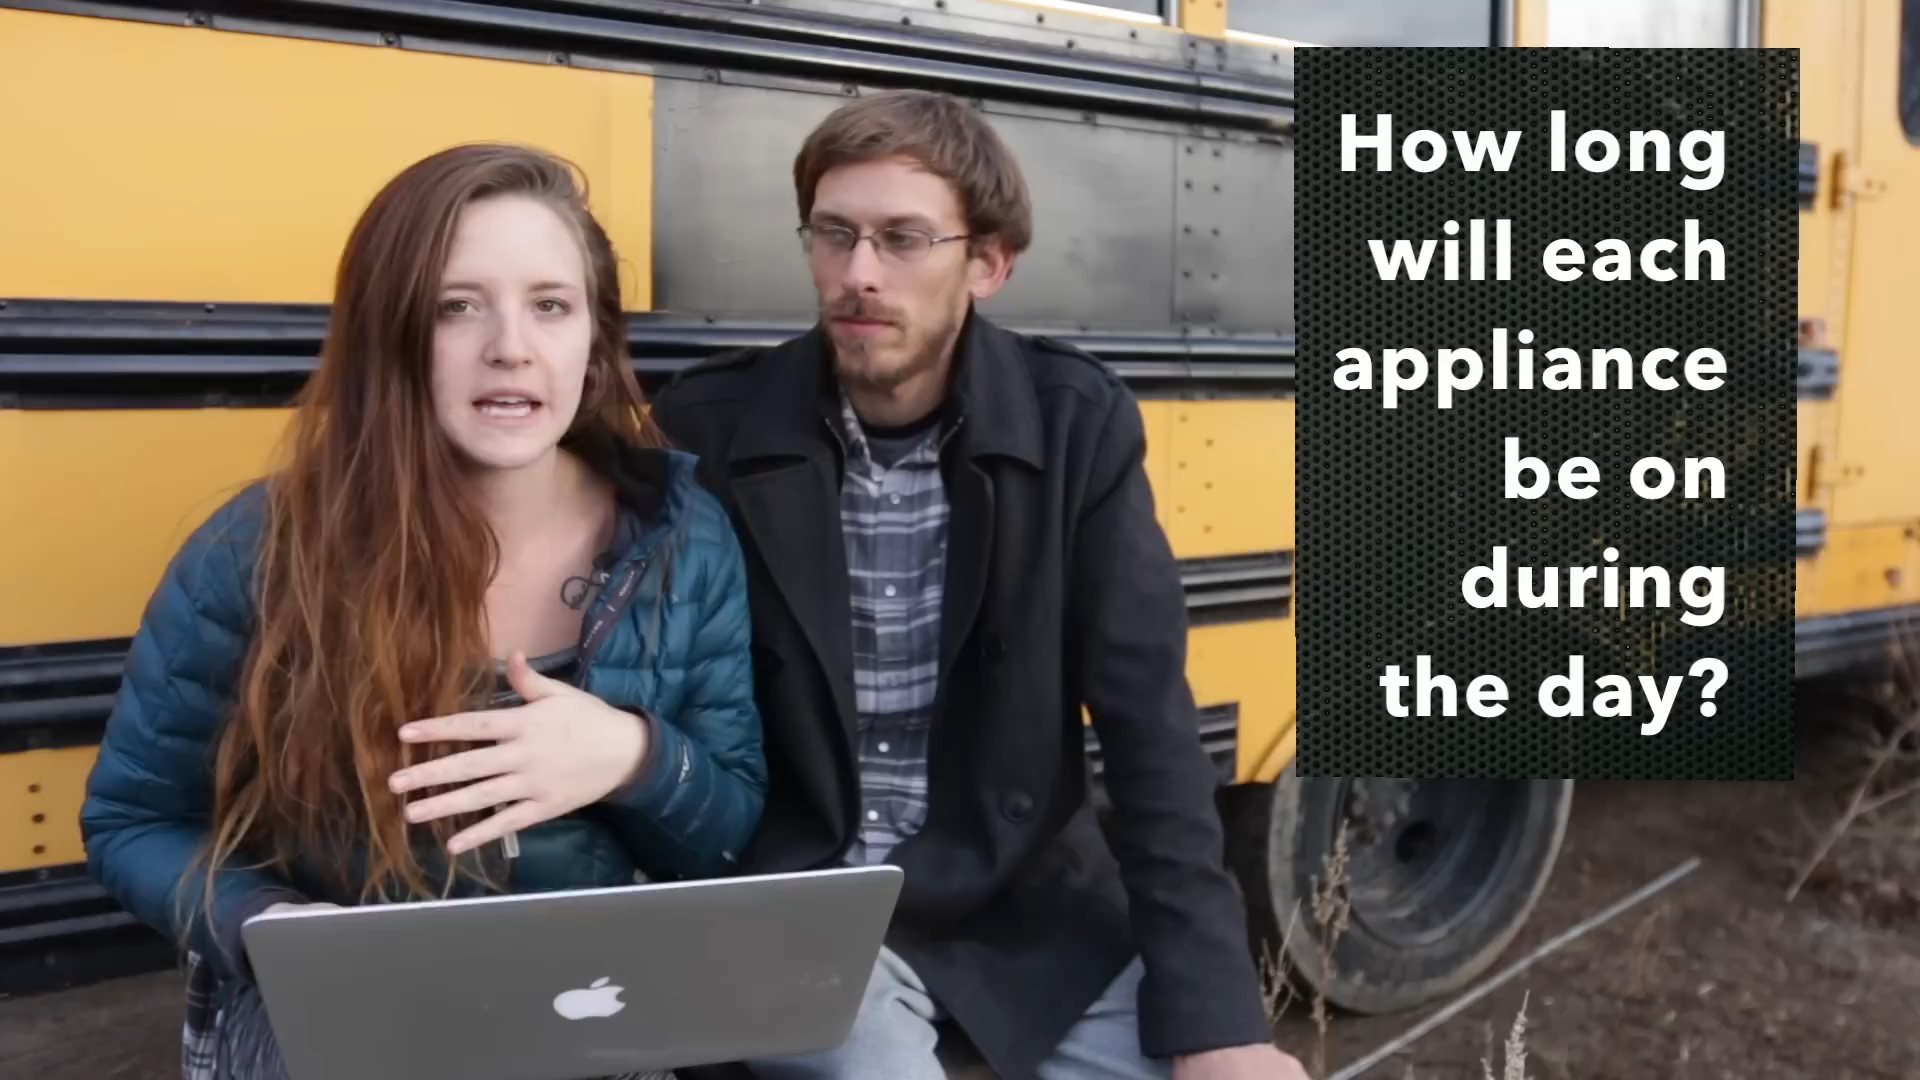 How long
will each
appliance
be on
during
the day?